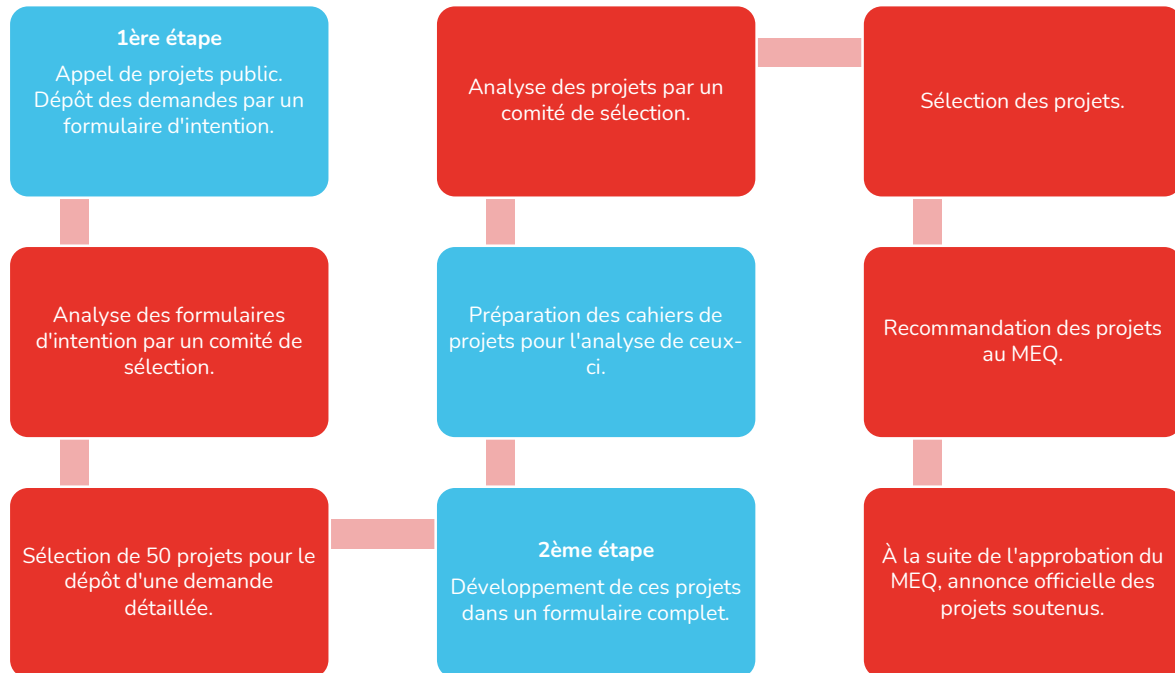 1ère étape
Appel de projets public.
Dépôt des demandes par un
formulaire d'intention.
Analyse des formulaires
d'intention par un comité de
sélection.
Sélection de 50 projets pour le
dépôt d'une demande
détaillée.
2ème étape
Développement de ces projets
dans un formulaire complet.
Préparation des cahiers de
projets pour l'analyse de ceux-
ci.
Analyse des projets par un
comité de sélection.
Sélection des projets.
Recommandation des projets
au MEQ.
À la suite de l'approbation du
MEQ, annonce officielle des
projets soutenus.